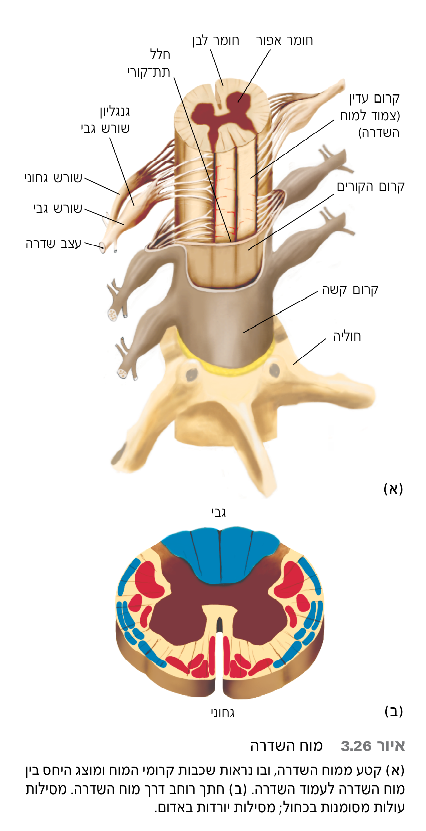 חומר אפור
חומר לבן
חלל
תת־קורי
קרום עדין
(צמוד למוח
השדרה)
גנגליון
שורש גבי
שורש גחוני
קרום הקורים
שורש גבי
עצב שדרה
קרום קשה
חוליה
(א)
גבי
גחוני
(ב)
איור 3.26 מוח השדרה
(א) קטע ממוח השדרה, ובו נראות שכבות קרומי המוח ומוצג היחס בין
מוח השדרה לעמוד השדרה. (ב) חתך רוחב דרך מוח השדרה. מסילות
עולות מסומנות בכחול; מסילות יורדות באדום.